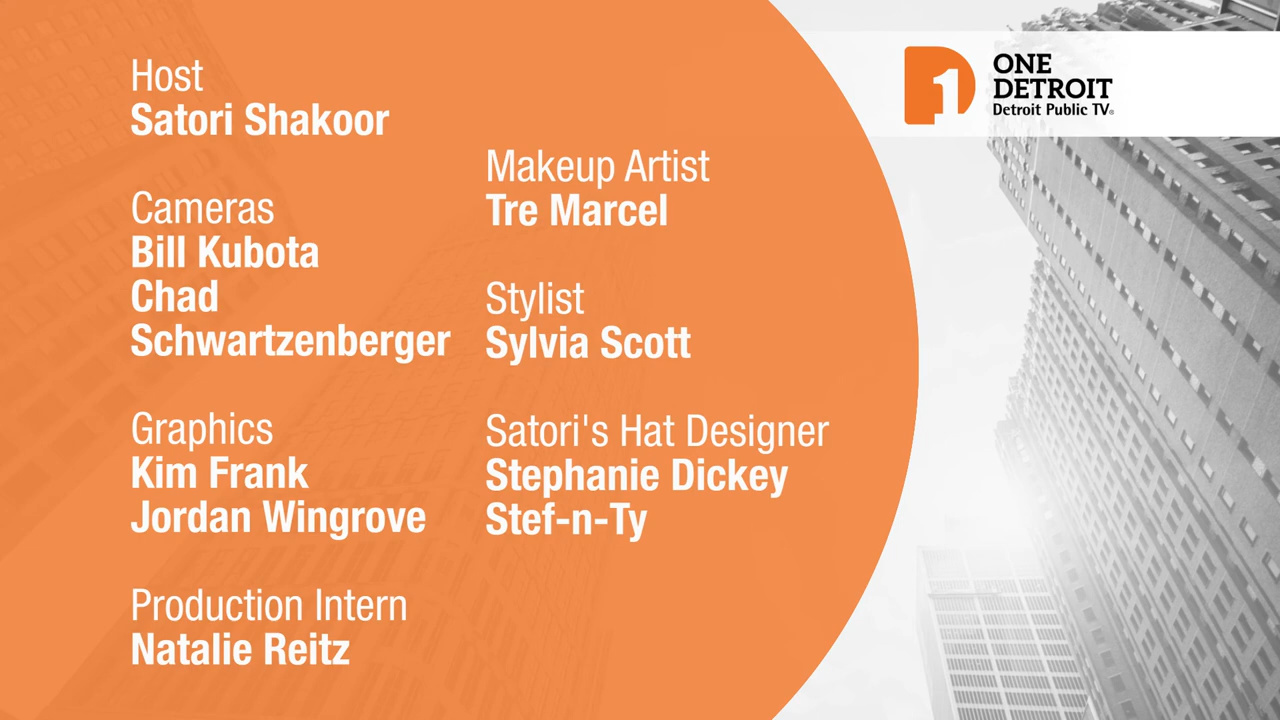 Host
Satori Shakoor
Cameras
Bill Kubota
Chad
Schwartzenberger
Graphics
Kim Frank
Jordan Wingrove
Production Intern
Natalie Reitz
Makeup Artist
Tre Marcel
Stylist
Sylvia Scott
Satori's Hat Designer
Stephanie Dickey
Stef-n-Ty
1
ONE
DETROIT
Detroit Public TV®